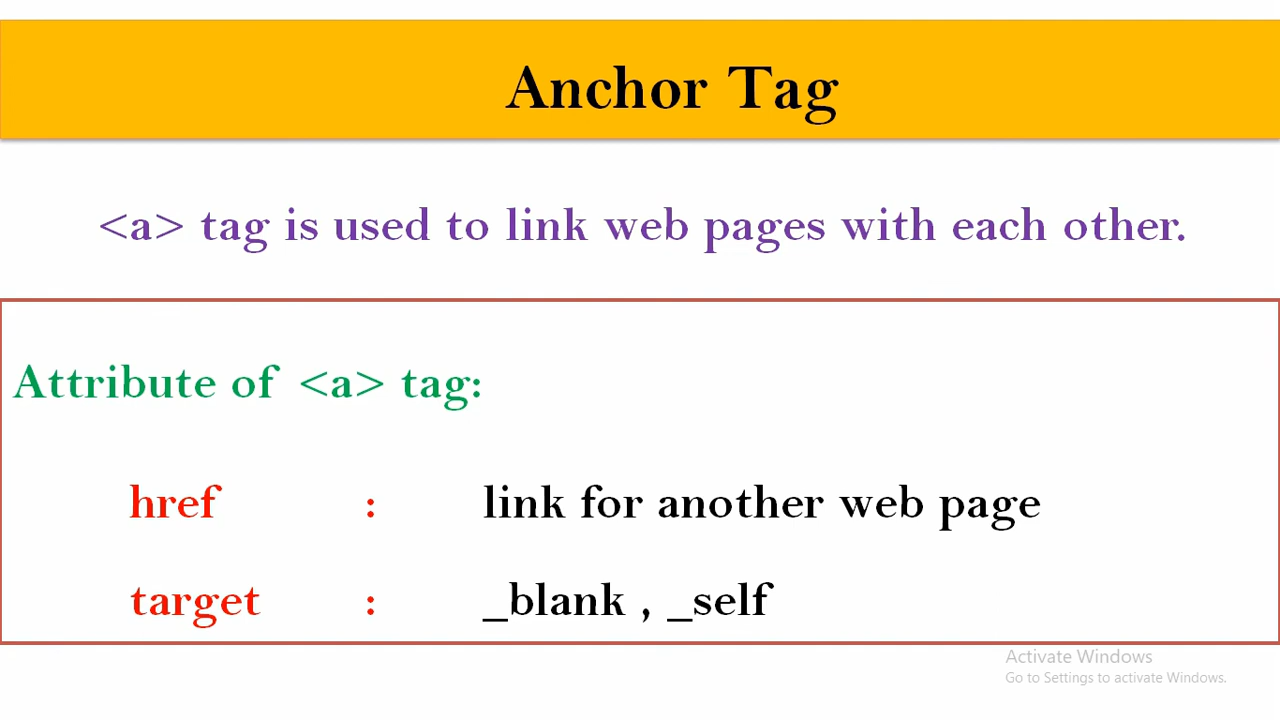 Anchor Tag
<a> tag is used to link web pages with each other.
Attribute of <a> tag:
href : link for another web page
target : _blank , _self
Activate Windows
Go to Settings to activate Windows.